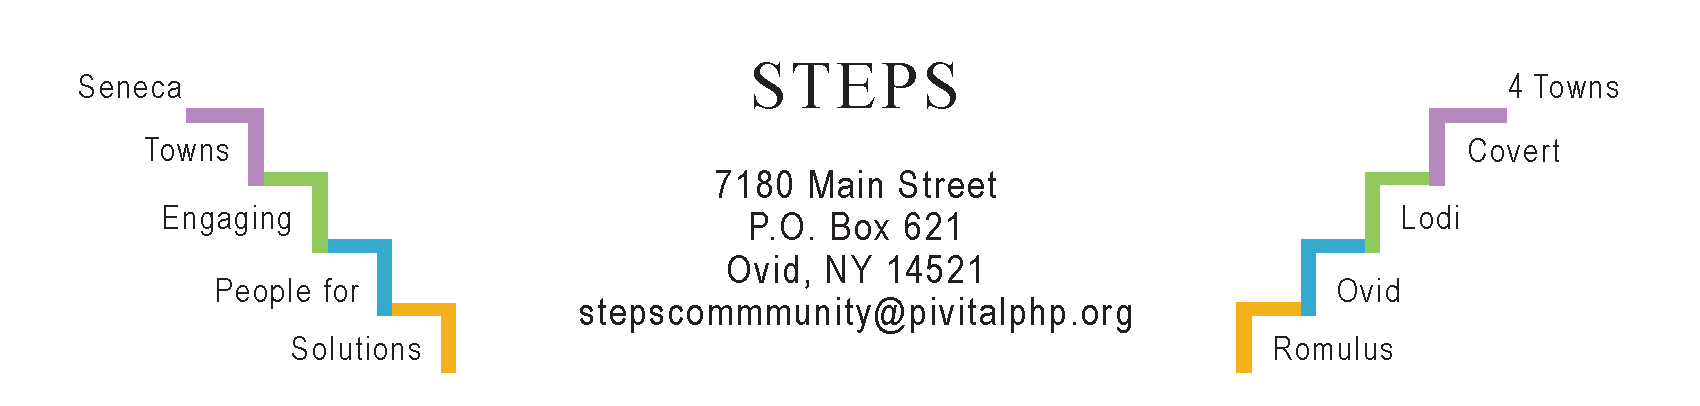 Seneca
Towns
Engaging
People for
Solutions
STEPS
7180 Main Street
P.O. Box 621
Ovid, NY 14521
stepscommmunity@pivitalphp.org
4 Towns
Covert
Lodi
Ovid
Romulus